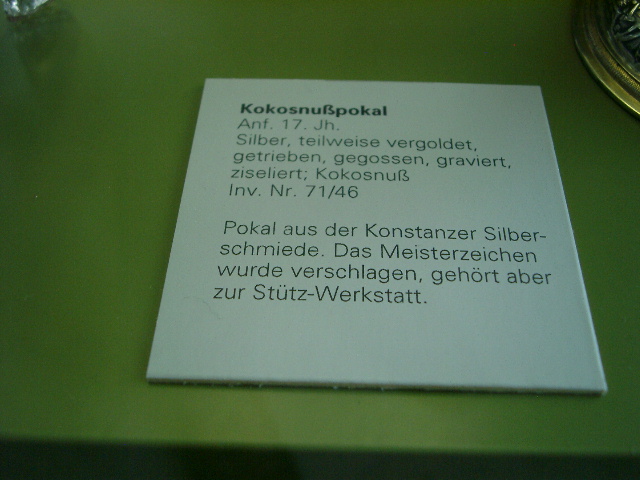 Kokosnußpokal
Anf. 17. Jh.
Silber, teilweise vergoldet,
getrieben, gegossen, graviert,
ziseliert; Kokosnuß
Inv. Nr. 71/46
Pokal aus der Konstanzer Silber-
schmiede. Das Meisterzeichen
wurde verschlagen, gehört aber
zur Stütz-Werkstatt.